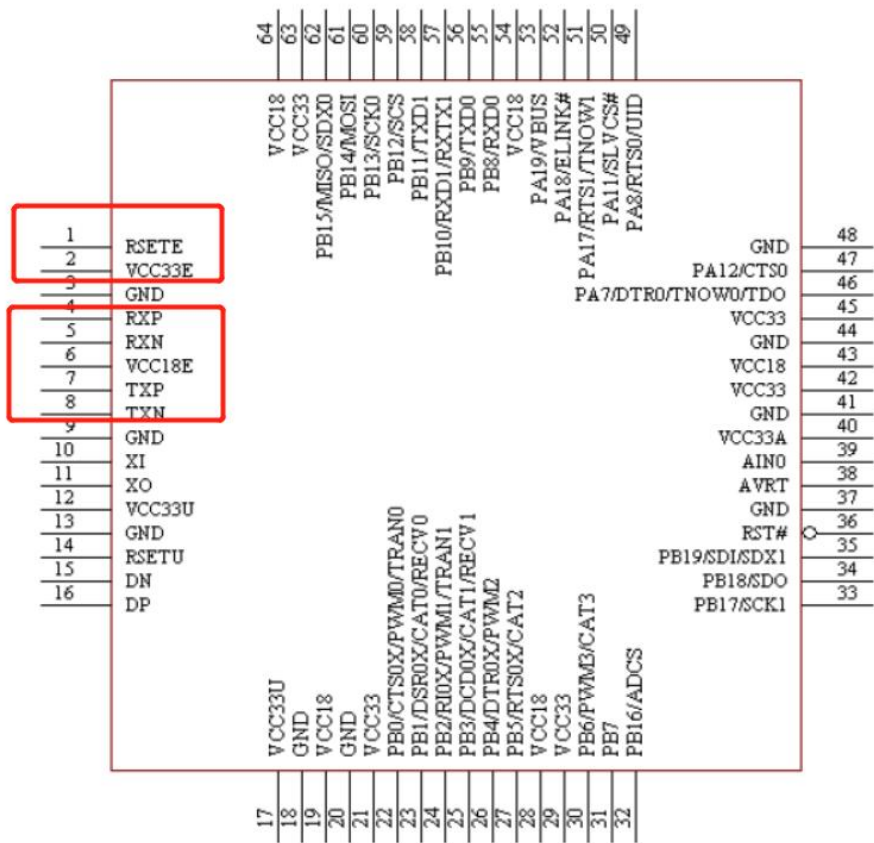 64
63
62
61
60
59
58
57
56
55
54
53
52
51
50
49
VCC18
VCC33
PB15/MISO/SDX0
PB14/MOSI
PB13/SCK0
PB12/SCS
PB11/TXD1
PB10/RXD1/RXTX1
PB9/TXD0
PB8/RXD0
VCC18
PA19/VBUS
PA18/ELINK#
PA17/RTS1/TNOW1
PA11/SLVCS#
PA8/RTS0/UID
1 RSETE
2 VCC33E
3 GND
4 RXP
5 RXN
6 VCC18E
7 TXP
8 TXN
9 GND
10 XI
11 XO
12 VCC33U
13 GND
14 RSETU
15 DN
16 DP
GND 48
PA12/CTS0 47
PA7/DTR0/TNOW0/TDO 46
VCC33 45
GND 44
VCC18 43
VCC33 42
GND 41
VCC33A 40
AIN0 39
AVRT 38
GND 37
RST# 36
PB19/SDI/SDX1 35
PB18/SDO 34
PB17/SCK1 33
VCC33U
GND
VCC18
GND
VCC33
PB0/CTS0X/PWM0/TRAN0
PB1/DSR0X/CAT0/RECV0
PB2/RI0X/PWM1/TRAN1
PB3/DCD0X/CAT1/RECV1
PB4/DTR0X/PWM2
PB5/RTS0X/CAT2
VCC18
VCC33
PB6/PWM3/CAT3
PB7
PB16/ADCS
17
18
19
20
21
22
23
24
25
26
27
28
29
30
31
32